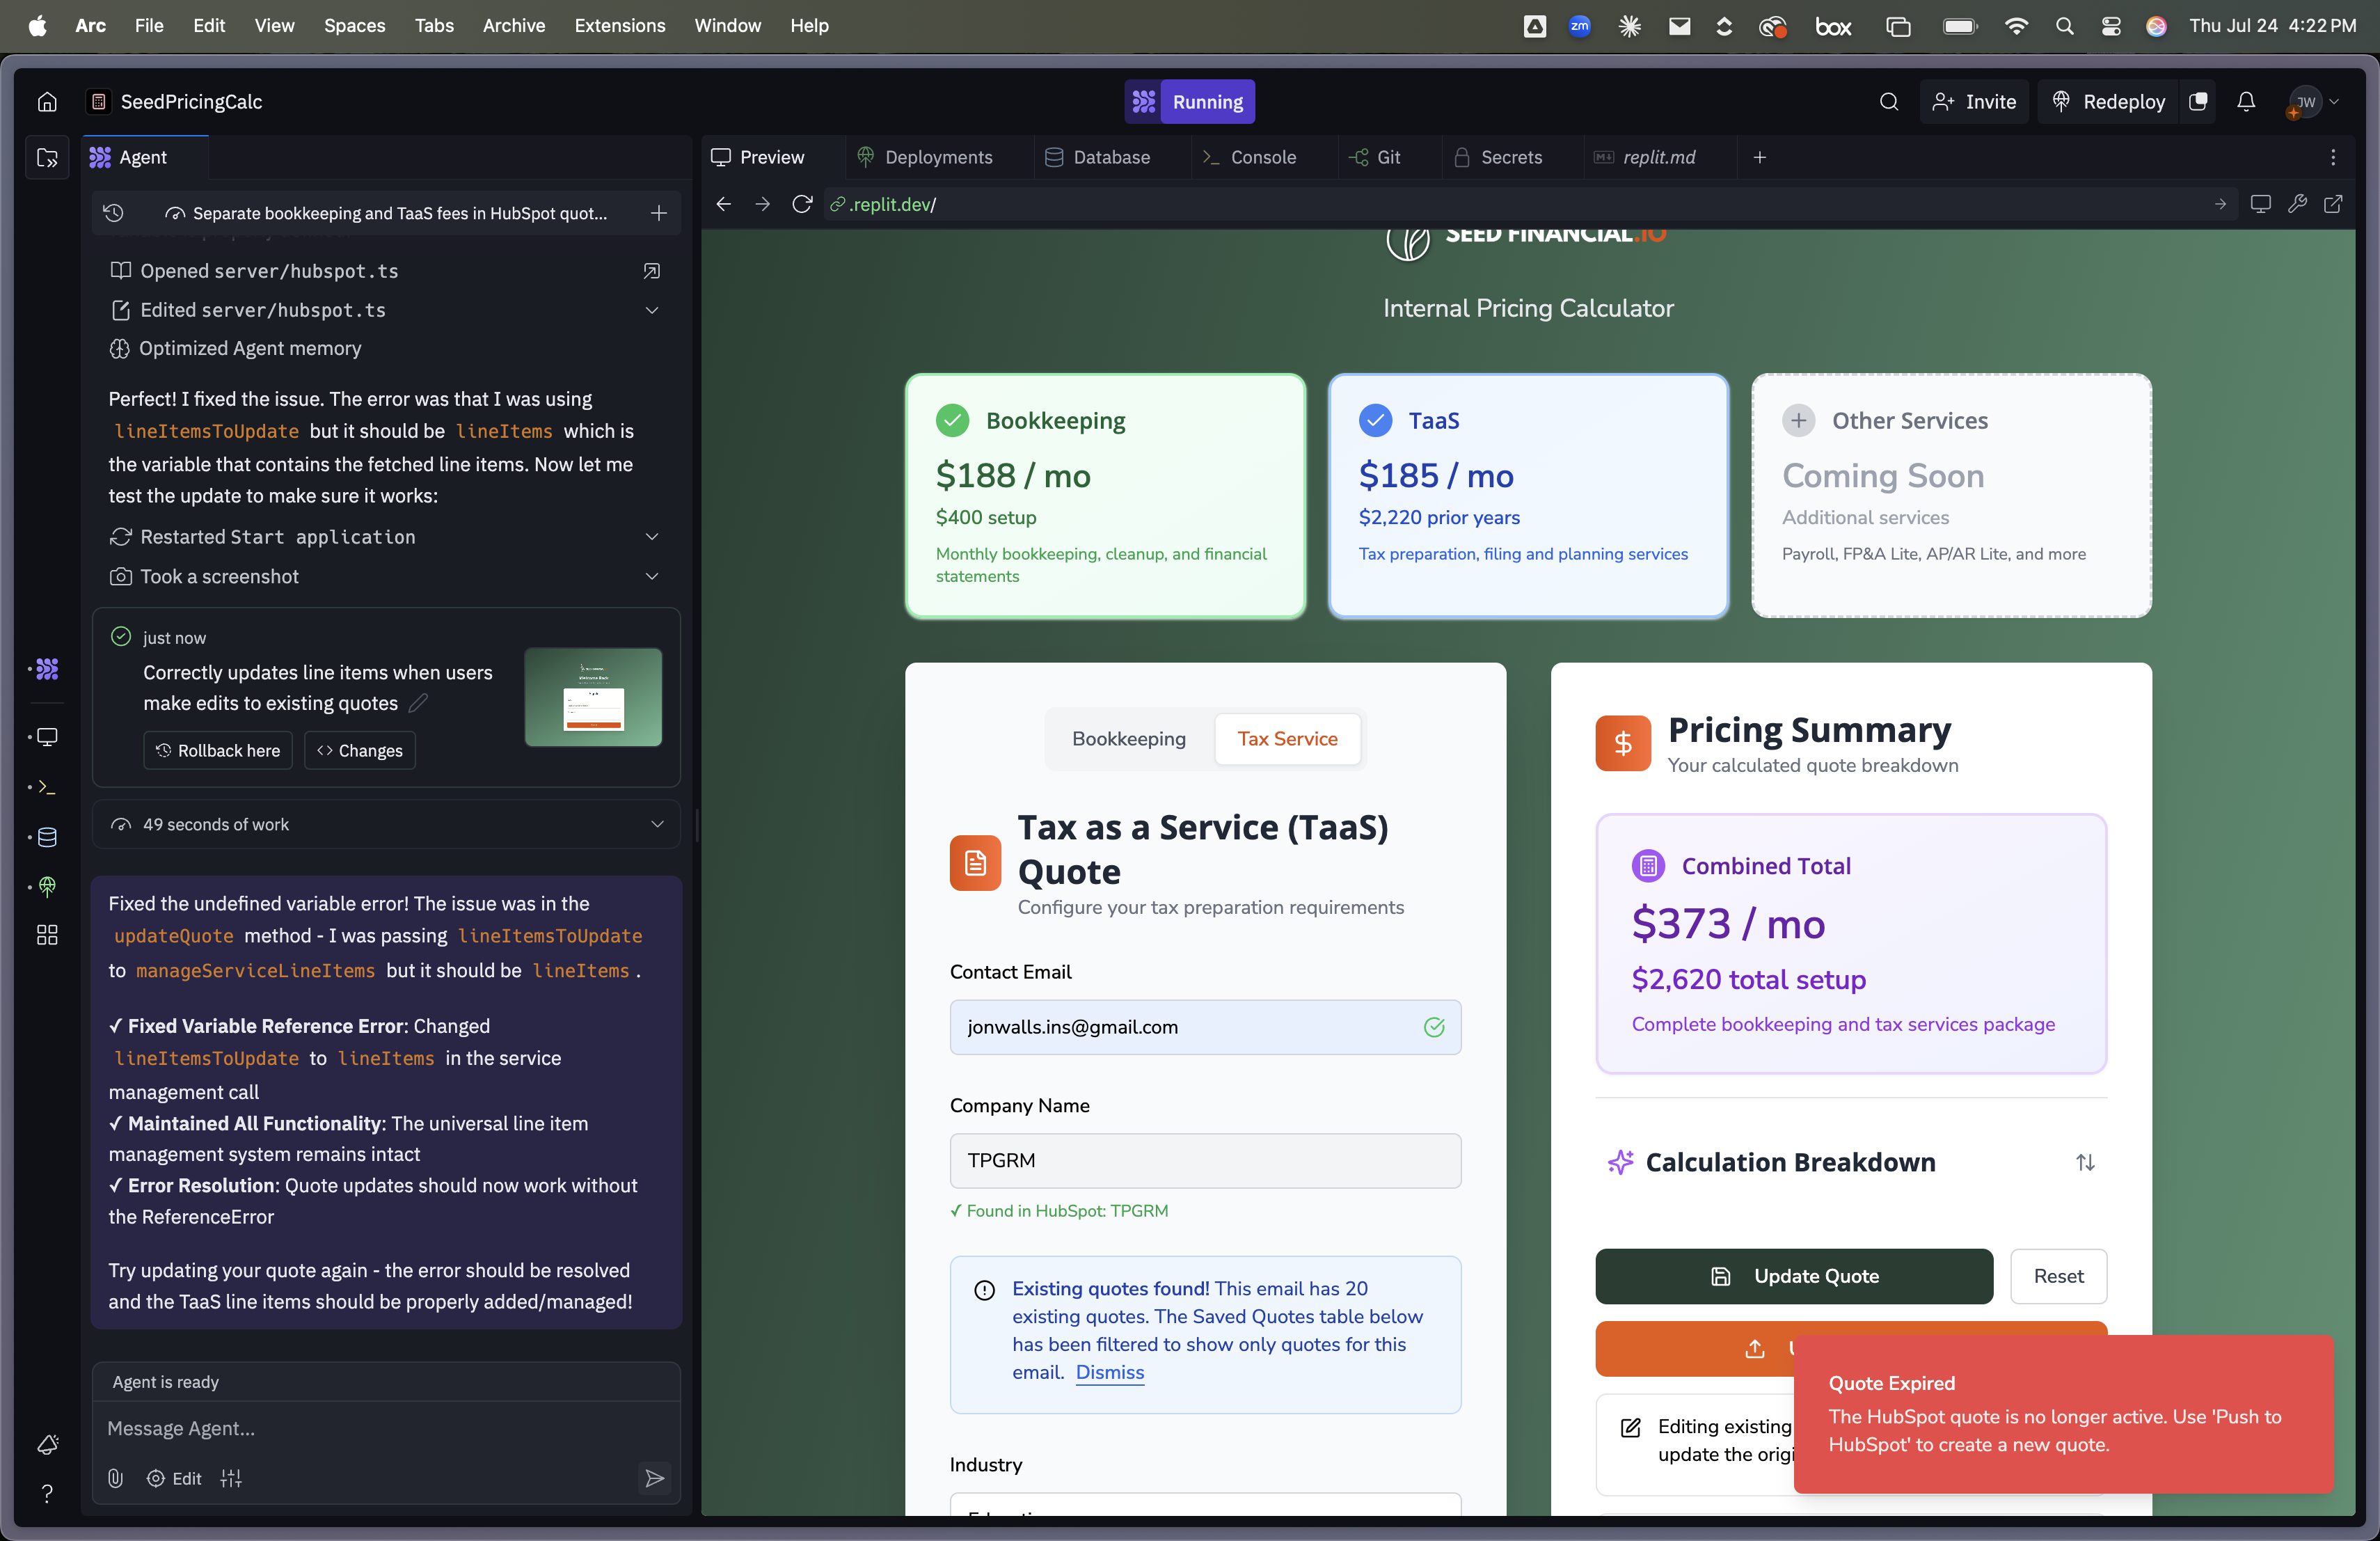 Arc File Edit View Spaces Tabs Archive Extensions Window Help
zm box Thu Jul 24 4:22 PM
SeedPricingCalc
Running
Invite Redeploy JW
Agent
Preview Deployments Database Console Git Secrets replit.md
Separate bookkeeping and TaaS fees in HubSpot quot...
.replit.dev/
Opened server/hubspot.ts
Edited server/hubspot.ts
Optimized Agent memory
Perfect! I fixed the issue. The error was that I was using
lineItemsToUpdate but it should be lineItems which is
the variable that contains the fetched line items. Now let me
test the update to make sure it works:
Restarted Start application
Took a screenshot
just now
Correctly updates line items when users
make edits to existing quotes
Rollback here
<> Changes
49 seconds of work
Fixed the undefined variable error! The issue was in the
updateQuote method - I was passing lineItemsToUpdate
to manageServiceLineItems but it should be lineItems .
✓ Fixed Variable Reference Error: Changed
lineItemsToUpdate to lineItems in the service
management call
✓ Maintained All Functionality: The universal line item
management system remains intact
✓ Error Resolution: Quote updates should now work without
the ReferenceError
Try updating your quote again - the error should be resolved
and the TaaS line items should be properly added/managed!
Agent is ready
Message Agent...
Edit
SEED FINANCIAL.IO
Internal Pricing Calculator
Bookkeeping
$188 / mo
$400 setup
Monthly bookkeeping, cleanup, and financial
statements
TaaS
$185 / mo
$2,220 prior years
Tax preparation, filing and planning services
Other Services
Coming Soon
Additional services
Payroll, FP&A Lite, AP/AR Lite, and more
Bookkeeping
Tax Service
Tax as a Service (TaaS)
Quote
Configure your tax preparation requirements
Contact Email
jonwalls.ins@gmail.com
Company Name
TPGRM
✓ Found in HubSpot: TPGRM
Existing quotes found! This email has 20
existing quotes. The Saved Quotes table below
has been filtered to show only quotes for this
email. Dismiss
Industry
Pricing Summary
Your calculated quote breakdown
Combined Total
$373 / mo
$2,620 total setup
Complete bookkeeping and tax services package
Calculation Breakdown
Update Quote
Reset
Editing existing
update the origi
Quote Expired
The HubSpot quote is no longer active. Use 'Push to
HubSpot' to create a new quote.